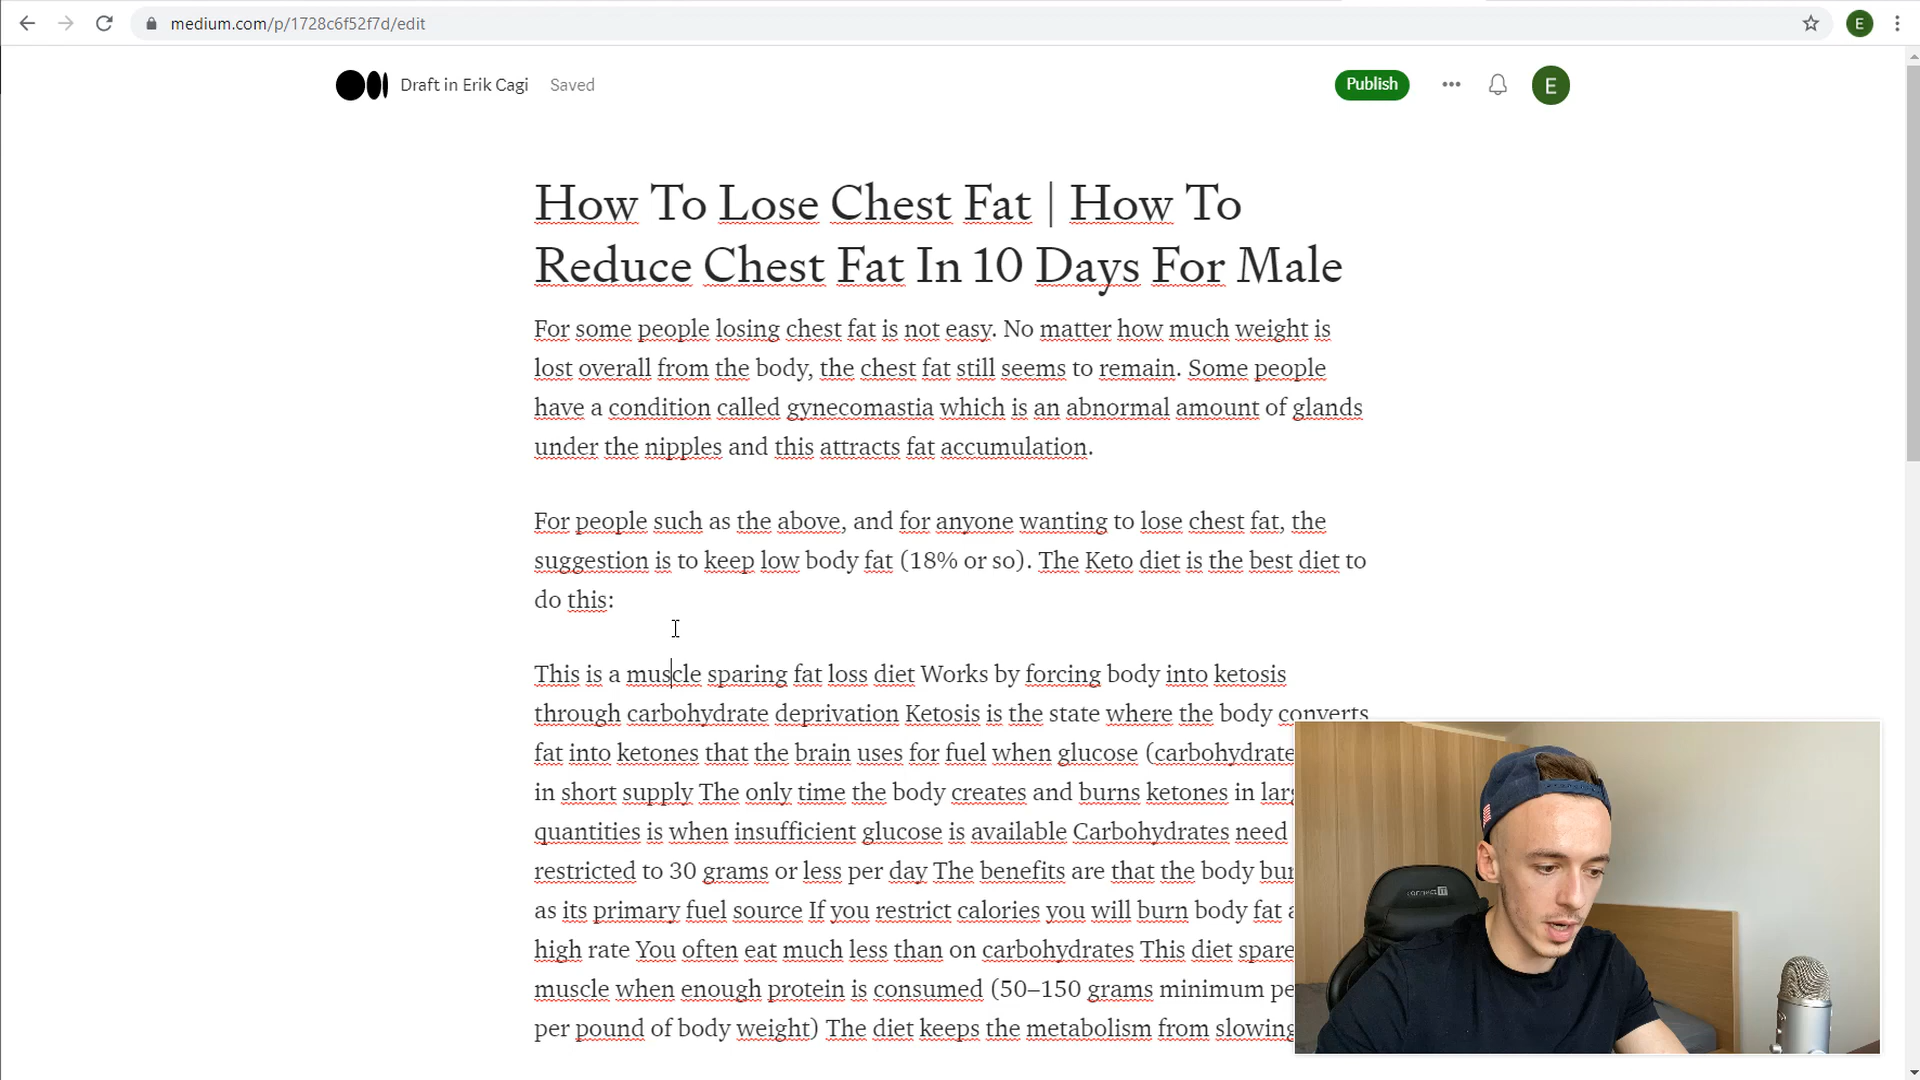 medium.com/p/1728c6f52f7d/edit
E
Draft in Erik Cagi Saved
Publish
E
How To Lose Chest Fat | How To
Reduce Chest Fat In 10 Days For Male
For some people losing chest fat is not easy. No matter how much weight is
lost overall from the body, the chest fat still seems to remain. Some people
have a condition called gynecomastia which is an abnormal amount of glands
under the nipples and this attracts fat accumulation.
For people such as the above, and for anyone wanting to lose chest fat, the
suggestion is to keep low body fat (18% or so). The Keto diet is the best diet to
do this:
This is a muscle sparing fat loss diet Works by forcing body into ketosis
through carbohydrate deprivation Ketosis is the state where the body converts
fat into ketones that the brain uses for fuel when glucose (carbohydrate
in short supply The only time the body creates and burns ketones in
quantities is when insufficient glucose is available Carbohydrates need
restricted to 30 grams or less per day The benefits are that the body
as its primary fuel source If you restrict calories you will burn body fat
high rate You often eat much less than on carbohydrates This diet spare
muscle when enough protein is consumed (50–150 grams minimum
per pound of body weight) The diet keeps the metabolism from slowing